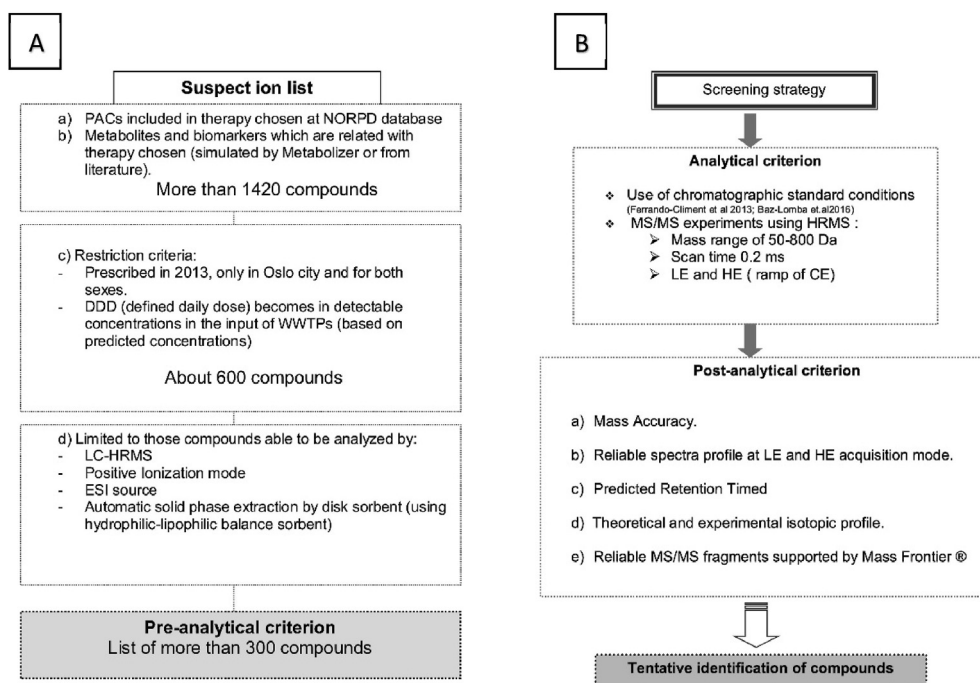 A
Suspect ion list
a) PACs included in therapy chosen at NORPD database
b) Metabolites and biomarkers which are related with
therapy chosen (simulated by Metabolizer or from
literature).
More than 1420 compounds
c) Restriction criteria:
- Prescribed in 2013, only in Oslo city and for both
sexes.
- DDD (defined daily dose) becomes in detectable
concentrations in the input of WWTPs (based on
predicted concentrations)
About 600 compounds
d) Limited to those compounds able to be analyzed by:
- LC-HRMS
- Positive Ionization mode
- ESI source
- Automatic solid phase extraction by disk sorbent (using
hydrophilic-lipophilic balance sorbent)
Pre-analytical criterion
List of more than 300 compounds
B
Screening strategy
Analytical criterion
❖ Use of chromatographic standard conditions
(Ferrando-Climent et al 2013; Baz-Lomba et.al2016)
❖ MS/MS experiments using HRMS :
➢ Mass range of 50-800 Da
➢ Scan time 0.2 ms
➢ LE and HE ( ramp of CE)
Post-analytical criterion
a) Mass Accuracy.
b) Reliable spectra profile at LE and HE acquisition mode.
c) Predicted Retention Timed
d) Theoretical and experimental isotopic profile.
e) Reliable MS/MS fragments supported by Mass Frontier ®
Tentative identification of compounds